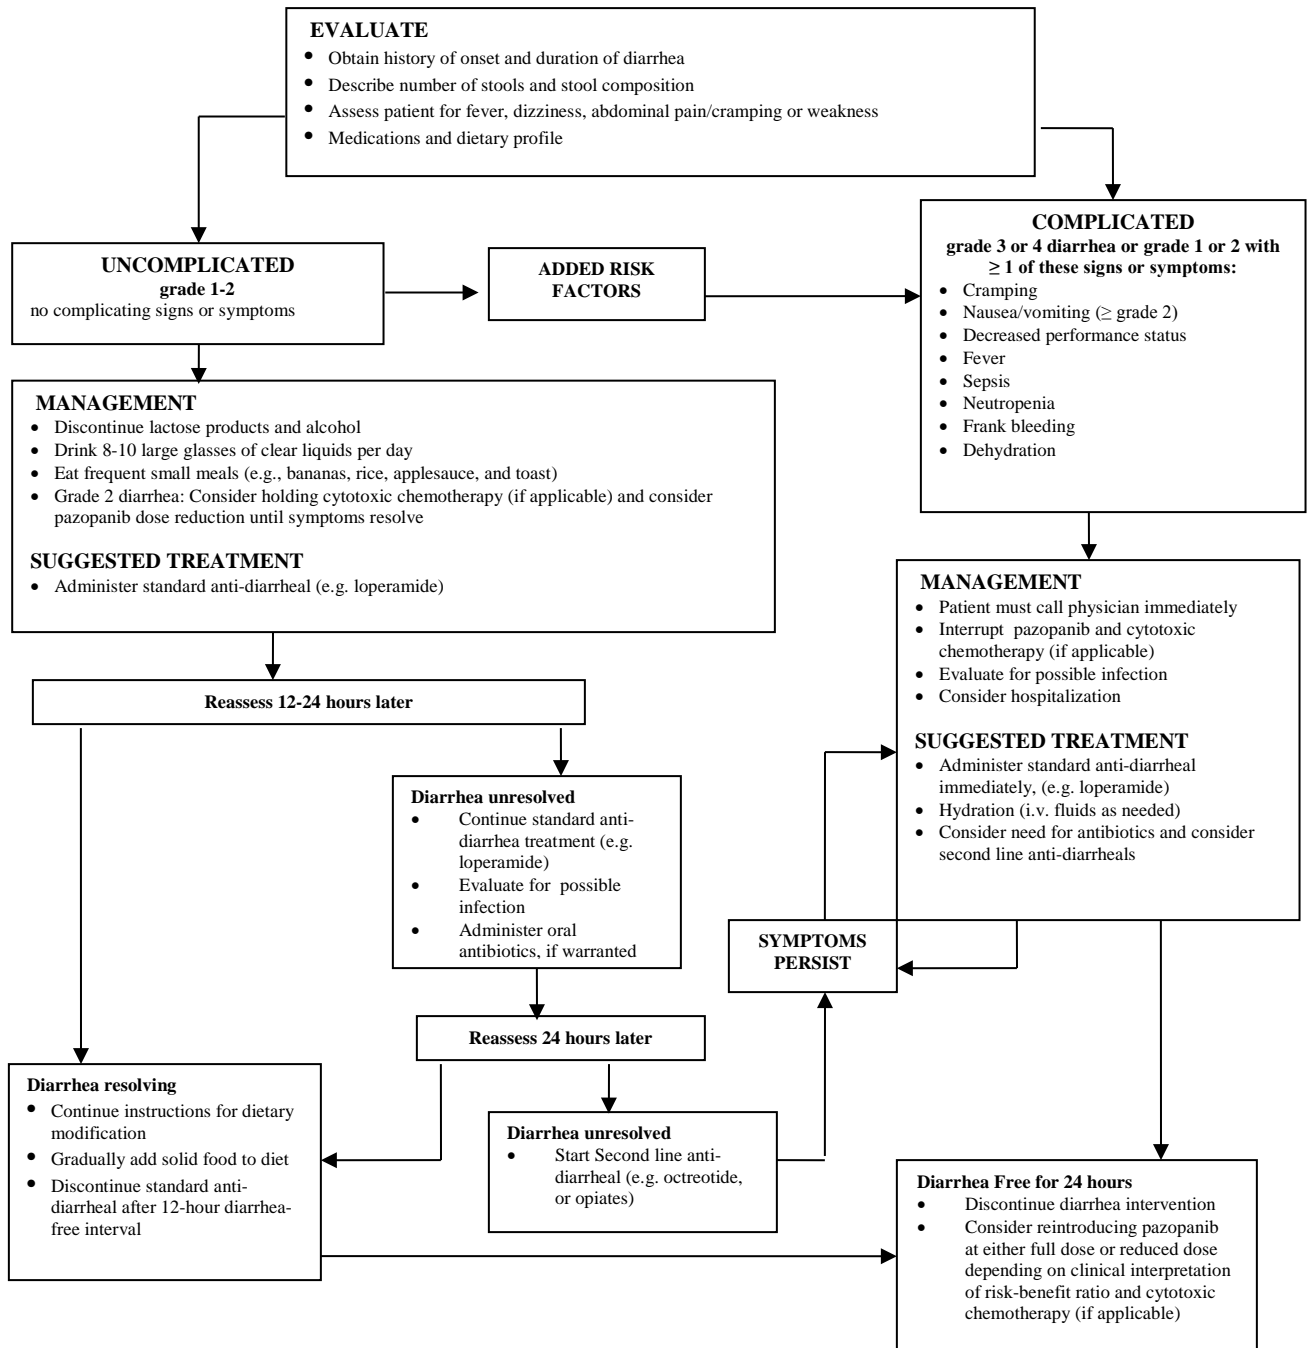 EVALUATE
• Obtain history of onset and duration of diarrhea
• Describe number of stools and stool composition
• Assess patient for fever, dizziness, abdominal pain/cramping or weakness
• Medications and dietary profile
UNCOMPLICATED
grade 1-2
no complicating signs or symptoms
ADDED RISK
FACTORS
COMPLICATED
grade 3 or 4 diarrhea or grade 1 or 2 with
≥ 1 of these signs or symptoms:
• Cramping
• Nausea/vomiting (≥ grade 2)
• Decreased performance status
• Fever
• Sepsis
• Neutropenia
• Frank bleeding
• Dehydration
MANAGEMENT
• Discontinue lactose products and alcohol
• Drink 8-10 large glasses of clear liquids per day
• Eat frequent small meals (e.g., bananas, rice, applesauce, and toast)
• Grade 2 diarrhea: Consider holding cytotoxic chemotherapy (if applicable) and consider
pazopanib dose reduction until symptoms resolve
SUGGESTED TREATMENT
• Administer standard anti-diarrheal (e.g. loperamide)
MANAGEMENT
• Patient must call physician immediately
• Interrupt pazopanib and cytotoxic
chemotherapy (if applicable)
• Evaluate for possible infection
• Consider hospitalization
SUGGESTED TREATMENT
• Administer standard anti-diarrheal
immediately, (e.g. loperamide)
• Hydration (i.v. fluids as needed)
• Consider need for antibiotics and consider
second line anti-diarrheals
Reassess 12-24 hours later
Diarrhea unresolved
• Continue standard anti-
diarrhea treatment (e.g.
loperamide)
• Evaluate for possible
infection
• Administer oral
antibiotics, if warranted
SYMPTOMS
PERSIST
Reassess 24 hours later
Diarrhea resolving
• Continue instructions for dietary
modification
• Gradually add solid food to diet
• Discontinue standard anti-
diarrheal after 12-hour diarrhea-
free interval
Diarrhea unresolved
• Start Second line anti-
diarrheal (e.g. octreotide,
or opiates)
Diarrhea Free for 24 hours
• Discontinue diarrhea intervention
• Consider reintroducing pazopanib
at either full dose or reduced dose
depending on clinical interpretation
of risk-benefit ratio and cytotoxic
chemotherapy (if applicable)